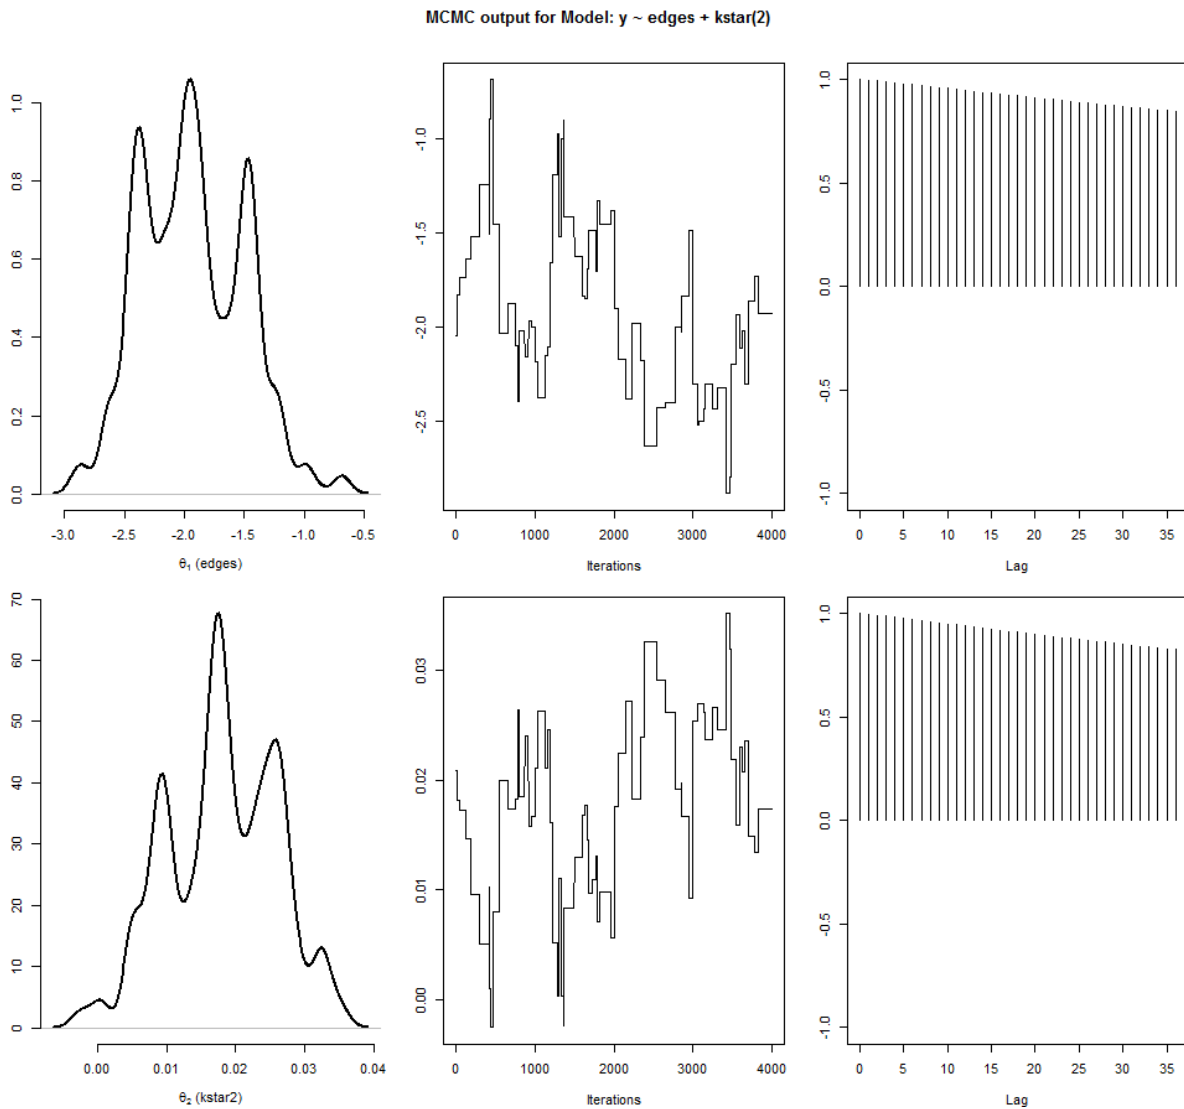 MCMC output for Model: y ~ edges + kstar(2)
0.0 0.2 0.4 0.6 0.8 1.0
-3.0 -2.5 -2.0 -1.5 -1.0 -0.5
θ₁ (edges)
-2.5 -2.0 -1.5 -1.0
0 1000 2000 3000 4000
Iterations
-1.0 -0.5 0.0 0.5 1.0
0 5 10 15 20 25 30 35
Lag
0 10 20 30 40 50 60 70
0.00 0.01 0.02 0.03 0.04
θ₂ (kstar2)
0.00 0.01 0.02 0.03
0 1000 2000 3000 4000
Iterations
-1.0 -0.5 0.0 0.5 1.0
0 5 10 15 20 25 30 35
Lag